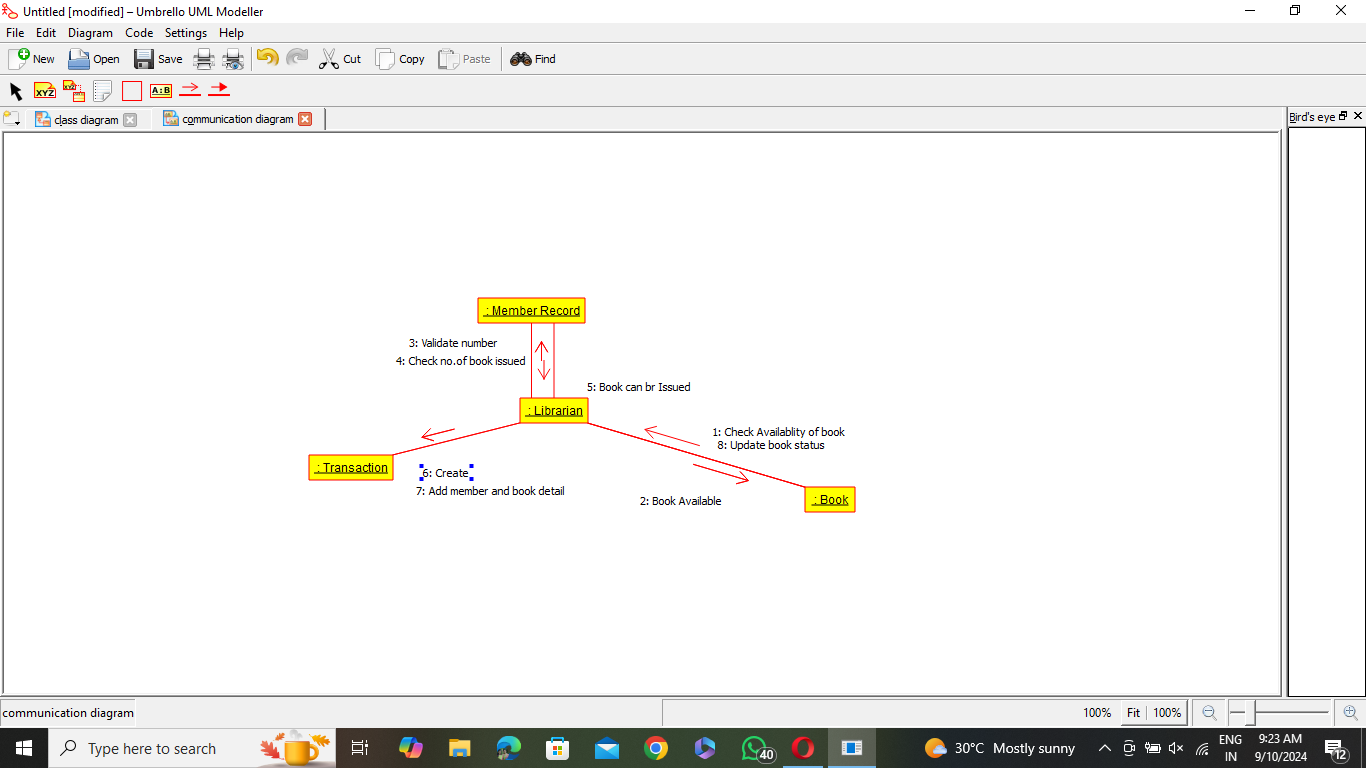 Untitled [modified] – Umbrello UML Modeller
File Edit Diagram Code Settings Help
New Open Save Cut Copy Paste Find
XYZ XYZ A:B
class diagram communication diagram Bird's eye
: Member Record
3: Validate number
4: Check no.of book issued
5: Book can br Issued
: Librarian
1: Check Availablity of book
8: Update book status
: Transaction
6: Create
7: Add member and book detail
2: Book Available
: Book
communication diagram 100% Fit 100%
Type here to search 40 30°C Mostly sunny ENG IN 9:23 AM 9/10/2024 12